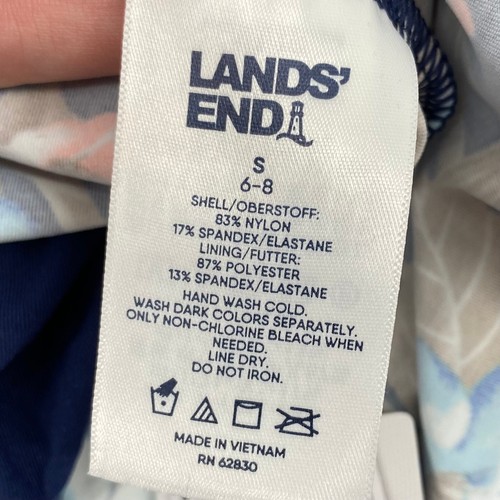 LANDS'
END
S
6-8
SHELL/OBERSTOFF:
83% NYLON
17% SPANDEX/ELASTANE
LINING/FUTTER:
87% POLYESTER
13% SPANDEX/ELASTANE
HAND WASH COLD.
WASH DARK COLORS SEPARATELY.
ONLY NON-CHLORINE BLEACH WHEN
NEEDED.
LINE DRY.
DO NOT IRON.
MADE IN VIETNAM
RN 62830